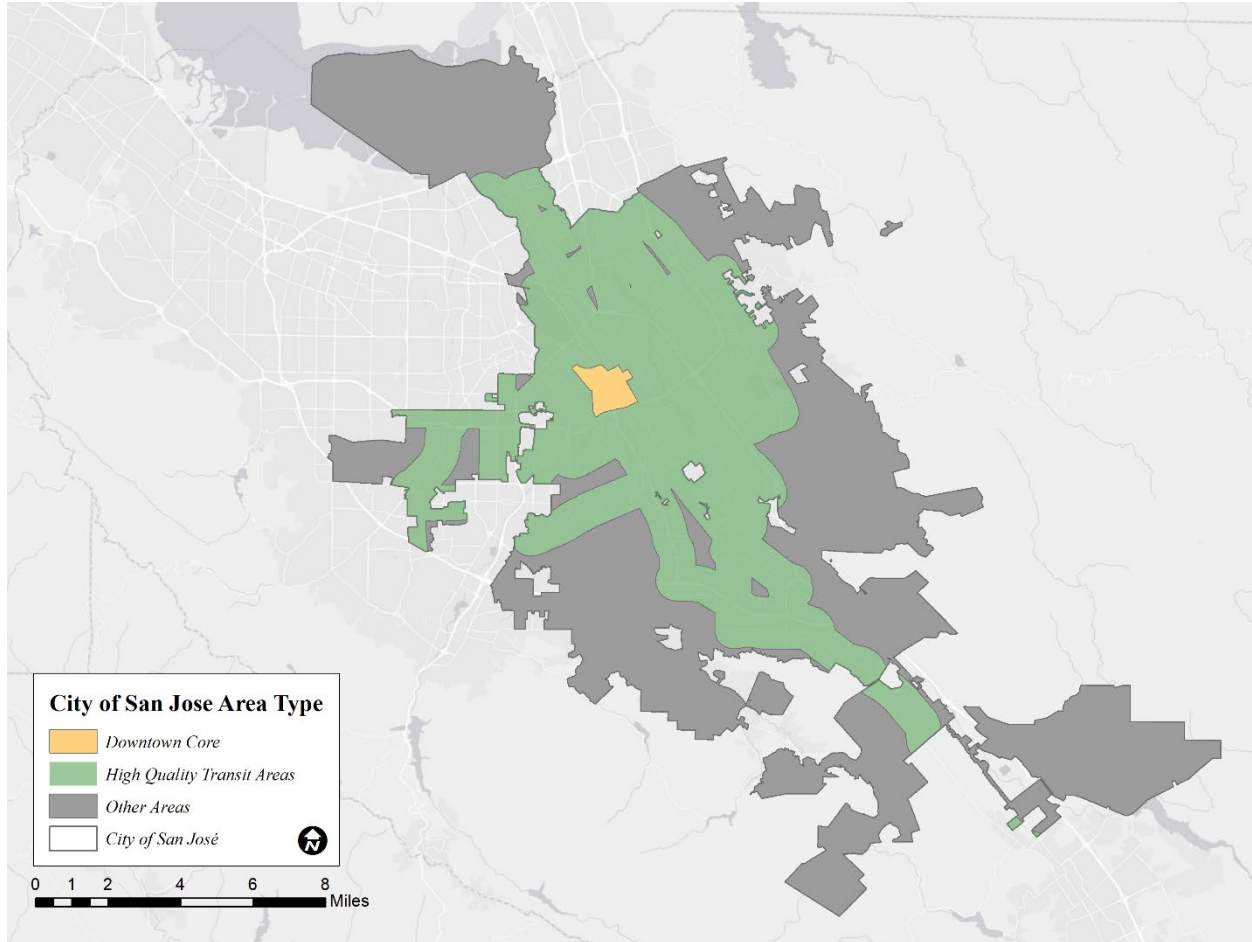 City of San Jose Area Type
Downtown Core
High Quality Transit Areas
Other Areas
City of San José
N
0 1 2 4 6 8
Miles